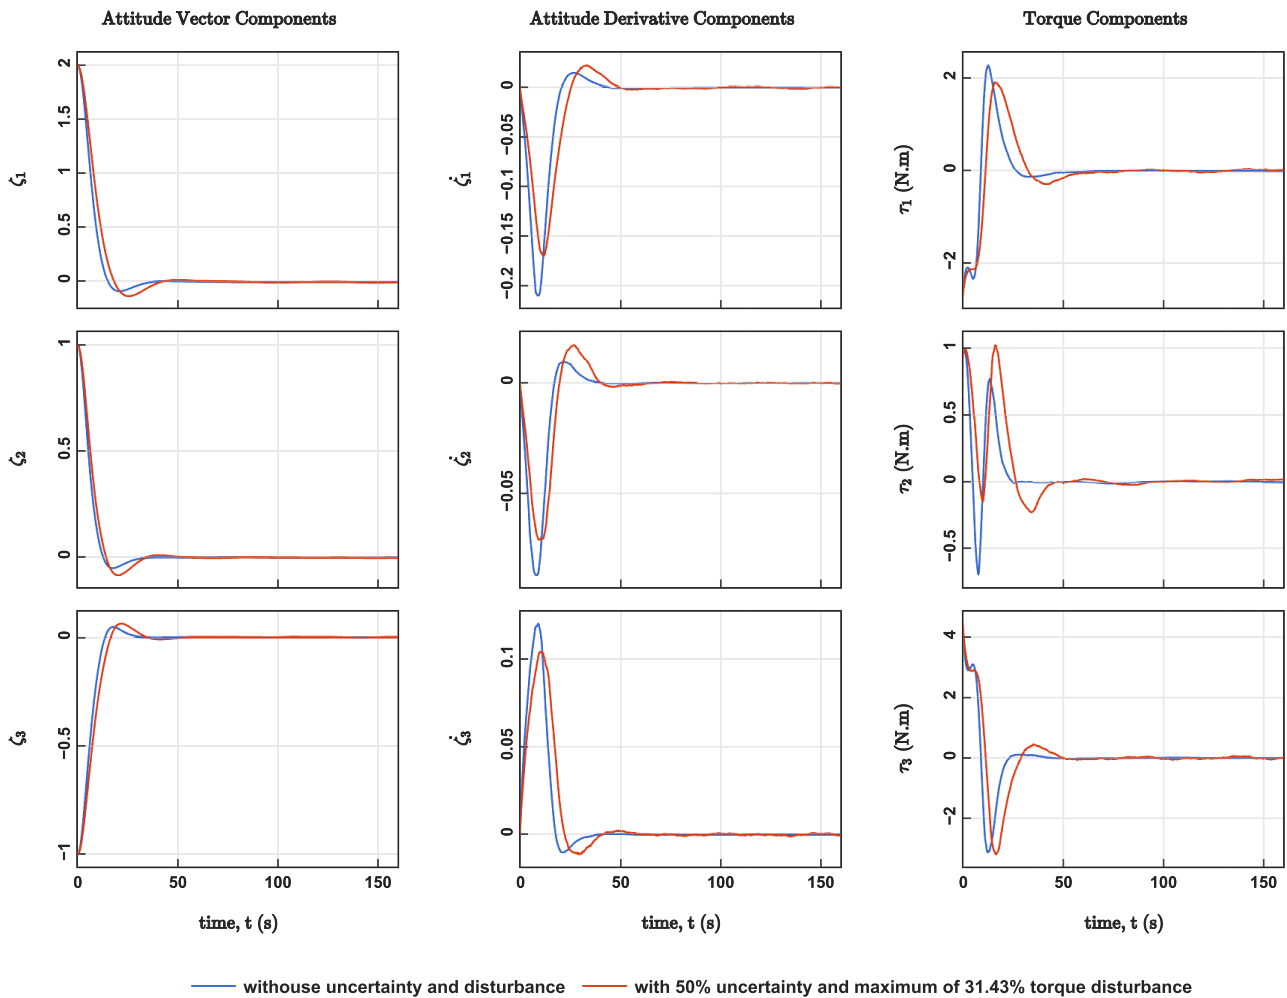 Attitude Vector Components
Attitude Derivative Components
Torque Components
ζ₁
2
1.5
1
0.5
0
ζ̇₁
0
−0.05
−0.1
−0.15
−0.2
τ₁ (N.m)
2
0
−2
ζ₂
1
0.5
0
ζ̇₂
0
−0.05
τ₂ (N.m)
1
0.5
0
−0.5
ζ₃
0
−0.5
−1
ζ̇₃
0.1
0.05
0
τ₃ (N.m)
4
2
0
−2
0 50 100 150
0 50 100 150
0 50 100 150
time, t (s)
time, t (s)
time, t (s)
withouse uncertainty and disturbance
with 50% uncertainty and maximum of 31.43% torque disturbance